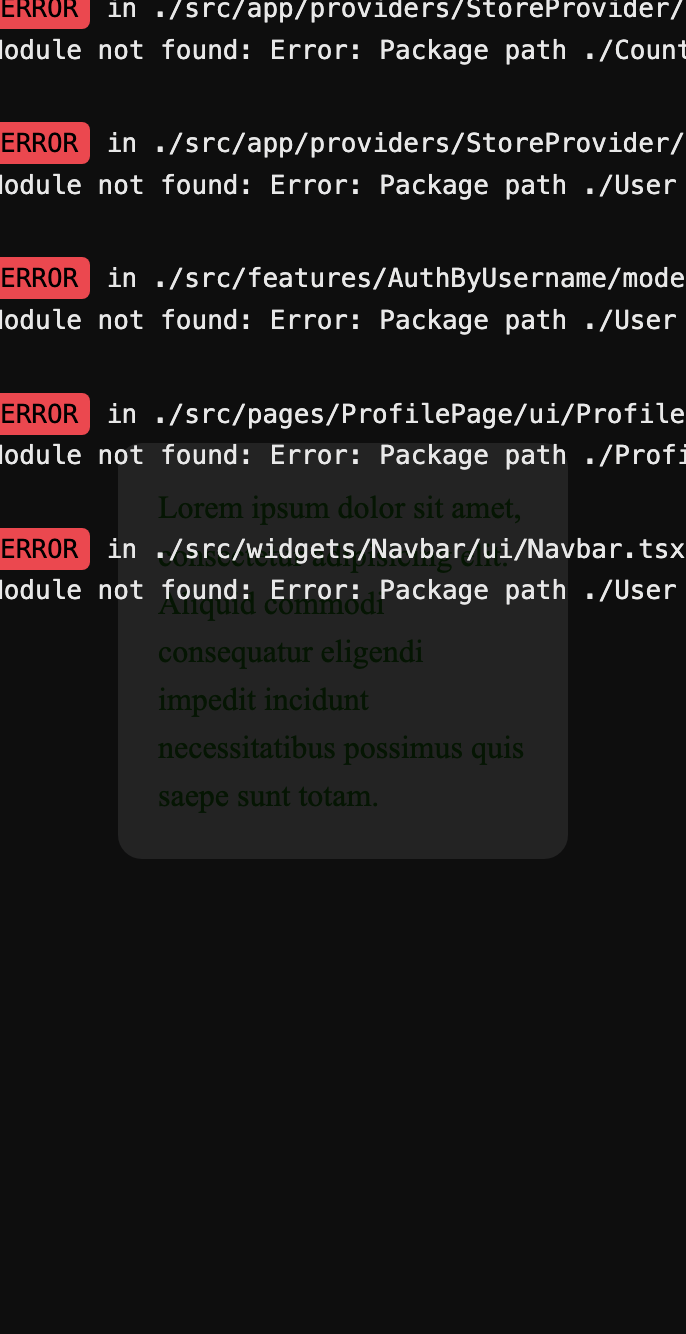 ERROR in ./src/app/providers/StoreProvider/
Module not found: Error: Package path ./Count
ERROR in ./src/app/providers/StoreProvider/
Module not found: Error: Package path ./User
ERROR in ./src/features/AuthByUsername/mode
Module not found: Error: Package path ./User
ERROR in ./src/pages/ProfilePage/ui/Profile
Module not found: Error: Package path ./Profi
Lorem ipsum dolor sit amet,
ERROR in ./src/widgets/Navbar/ui/Navbar.tsx
consectetur adipisicing elit.
Module not found: Error: Package path ./User
Aliquid commodi
consequatur eligendi
impedit incidunt
necessitatibus possimus quis
saepe sunt totam.